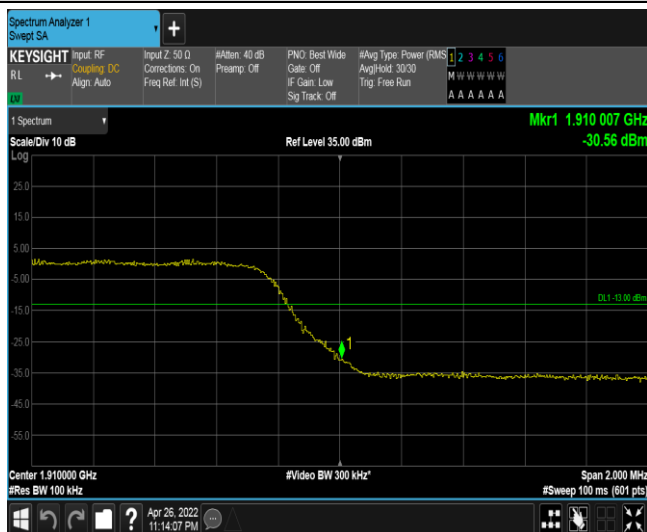 Spectrum Analyzer 1
Swept SA
+
KEYSIGHT
RL
Input: RF
Coupling: DC
Align: Auto
Input Z: 50 Ω
Corrections: On
Freq Ref: Int (S)
#Atten: 40 dB
Preamp: Off
PNO: Best Wide
Gate: Off
IF Gain: Low
Sig Track: Off
#Avg Type: Power (RMS
Avg|Hold: 30/30
Trig: Free Run
1 2 3 4 5 6
M W W W W W
A A A A A A
1 Spectrum
Scale/Div 10 dB
Ref Level 35.00 dBm
Mkr1 1.910 007 GHz
-30.56 dBm
Log
25.0
15.0
5.00
-5.00
-15.0
-25.0
-35.0
-45.0
-55.0
DL1 -13.00 dBm
1
Center 1.910000 GHz
#Res BW 100 kHz
#Video BW 300 kHz*
Span 2.000 MHz
#Sweep 100 ms (601 pts)
?
Apr 26, 2022
11:14:07 PM